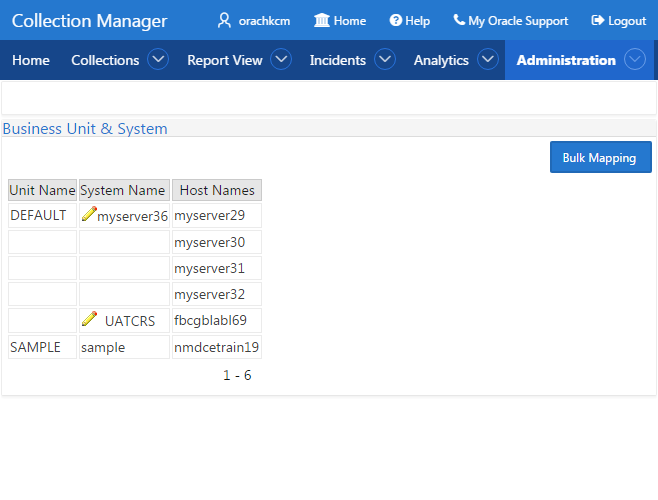 Collection Manager orachkcm Home Help My Oracle Support Logout
Home Collections Report View Incidents Analytics Administration
Business Unit & System
Bulk Mapping
Unit Name System Name Host Names
DEFAULT myserver36 myserver29
myserver30
myserver31
myserver32
UATCRS fbcgblabl69
SAMPLE sample nmdcetrain19
1 - 6